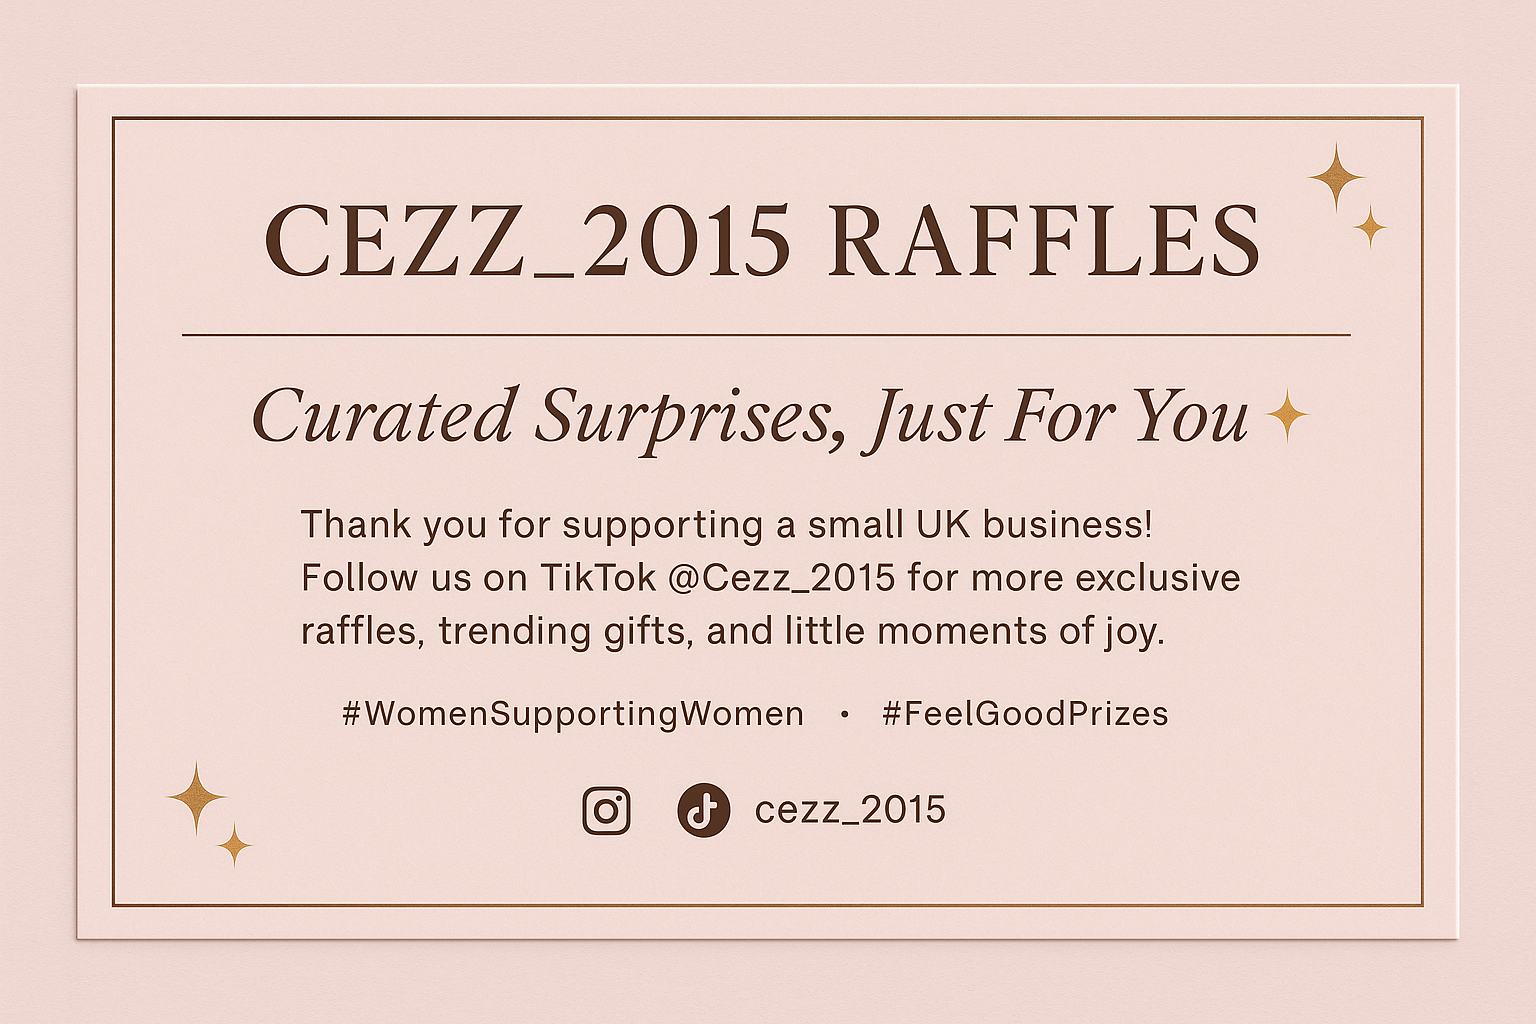 CEZZ_2015 RAFFLES
Curated Surprises, Just For You
Thank you for supporting a small UK business!
Follow us on TikTok @Cezz_2015 for more exclusive
raffles, trending gifts, and little moments of joy.
#WomenSupportingWomen • #FeelGoodPrizes
cezz_2015